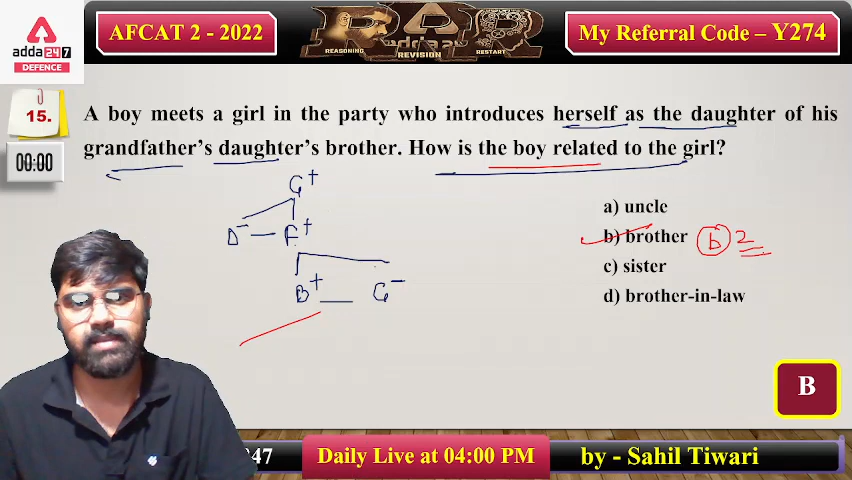 adda247
DEFENCE
AFCAT 2 - 2022
REASONING
adda247
REVISION
RESTART
My Referral Code – Y274
15.
00:00
A boy meets a girl in the party who introduces herself as the daughter of his
grandfather's daughter's brother. How is the boy related to the girl?
a) uncle
b) brother
b 2
c) sister
d) brother-in-law
G+
D- — F+
B+ — G-
B
47
Daily Live at 04:00 PM
by - Sahil Tiwari